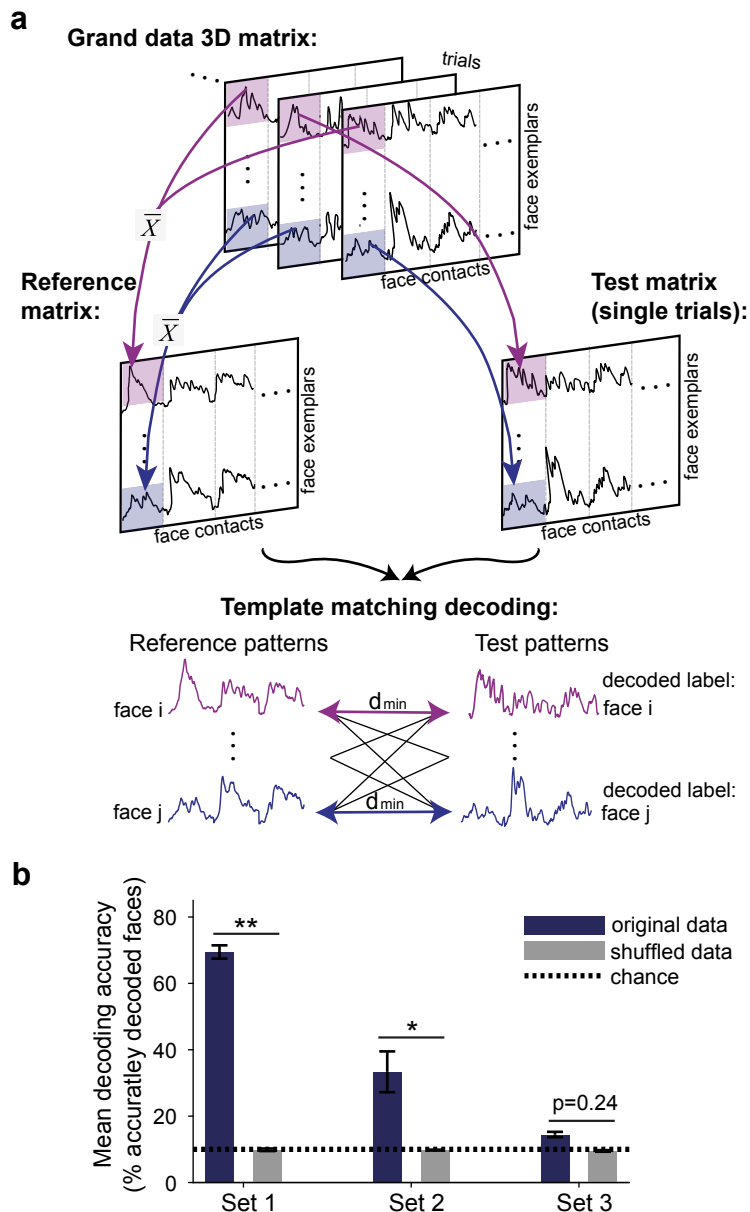 a
Grand data 3D matrix:
trials
face exemplars
face contacts
X̅
X̅
Reference
matrix:
Test matrix
(single trials):
face exemplars
face contacts
face exemplars
face contacts
Template matching decoding:
Reference patterns
Test patterns
face i
dmin
decoded label:
face i
face j
dmin
decoded label:
face j
b
Mean decoding accuracy
(% accuratley decoded faces)
80
60
40
20
0
**
*
p=0.24
original data
shuffled data
chance
Set 1
Set 2
Set 3